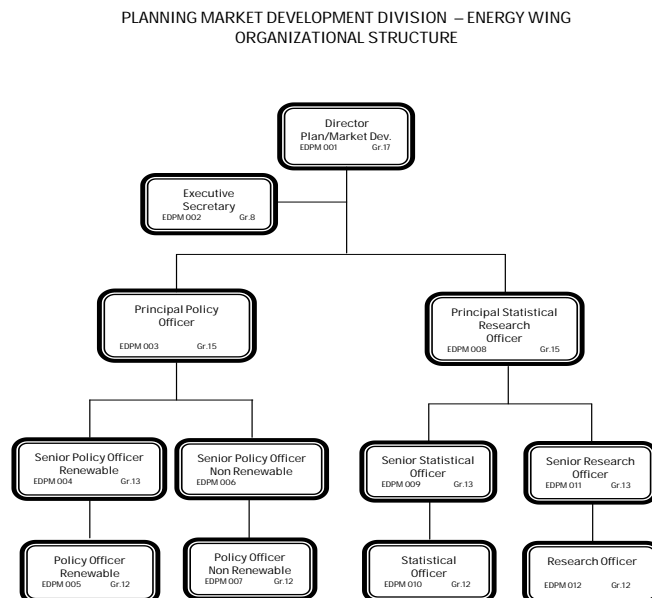 PLANNING MARKET DEVELOPMENT DIVISION – ENERGY WING
ORGANIZATIONAL STRUCTURE
Director
Plan/Market Dev.
EDPM 001 Gr.17
Executive
Secretary
EDPM 002 Gr.8
Principal Policy
Officer
EDPM 003 Gr.15
Principal Statistical
Research
Officer
EDPM 008 Gr.15
Senior Policy Officer
Renewable
EDPM 004 Gr.13
Senior Policy Officer
Non Renewable
EDPM 006
Senior Statistical
Officer
EDPM 009 Gr.13
Senior Research
Officer
EDPM 011 Gr.13
Policy Officer
Renewable
EDPM 005 Gr.12
Policy Officer
Non Renewable
EDPM 007 Gr.12
Statistical
Officer
EDPM 010 Gr.12
Research Officer
EDPM 012 Gr.12